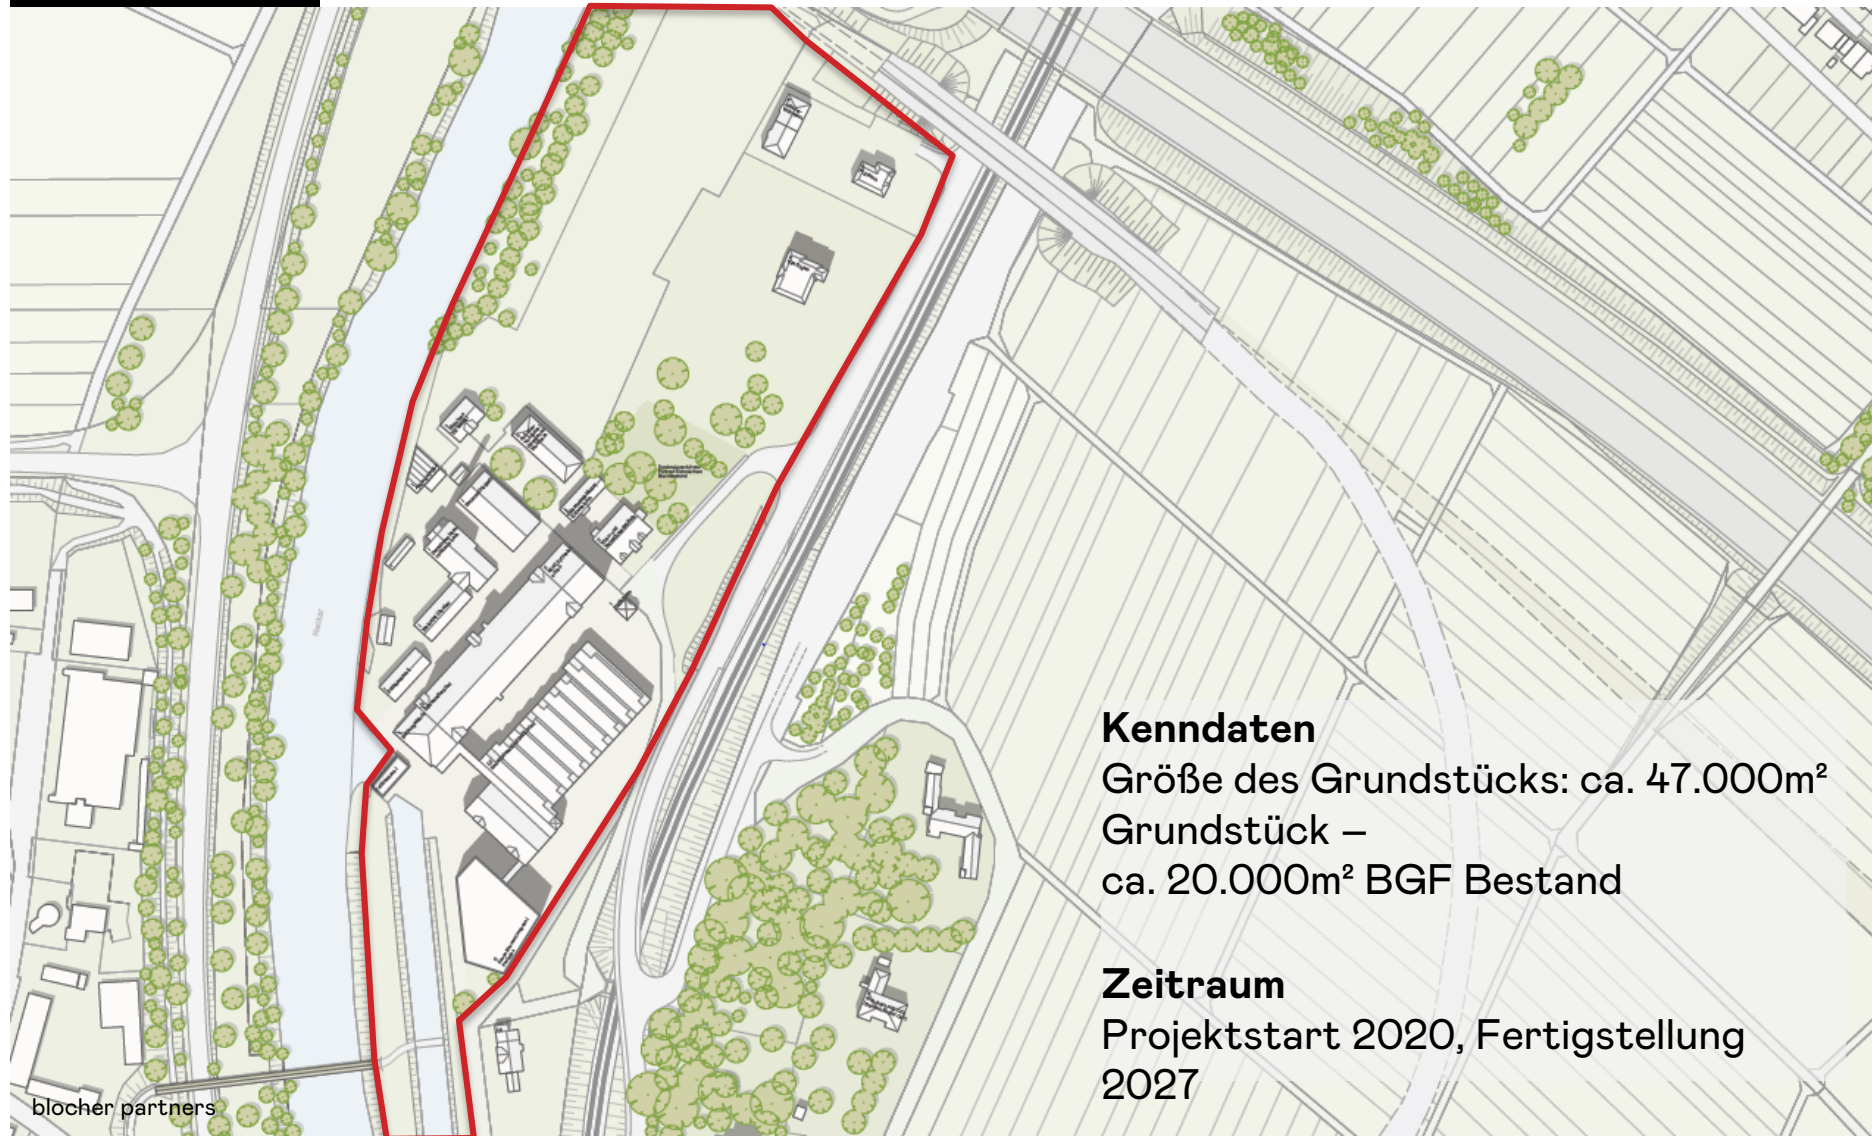 Neckar
Kenndaten
Größe des Grundstücks: ca. 47.000m²
Grundstück –
ca. 20.000m² BGF Bestand
Zeitraum
Projektstart 2020, Fertigstellung
2027
blocher partners